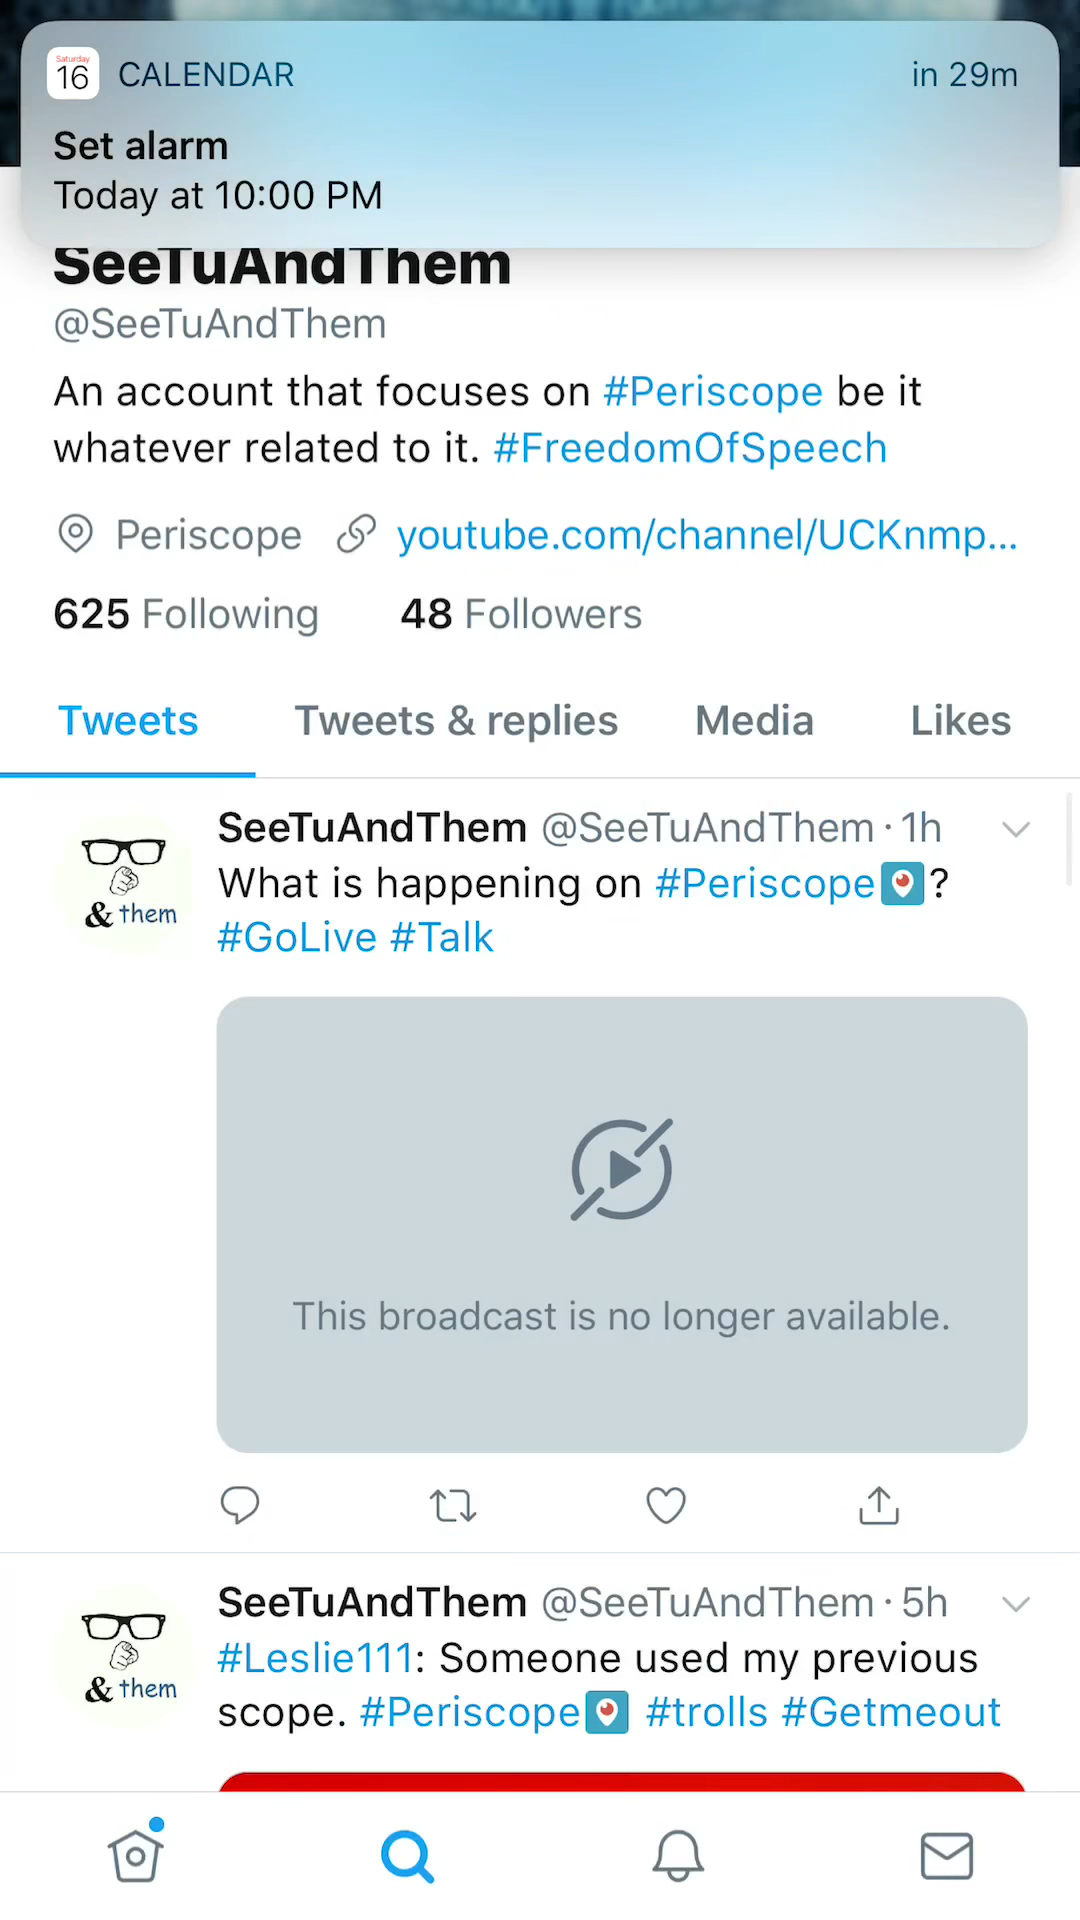 Saturday
16 CALENDAR in 29m
Set alarm
Today at 10:00 PM
SeeTuAndThem
@SeeTuAndThem
An account that focuses on #Periscope be it
whatever related to it. #FreedomOfSpeech
Periscope youtube.com/channel/UCKnmp...
625 Following 48 Followers
Tweets Tweets & replies Media Likes
SeeTuAndThem @SeeTuAndThem · 1h
What is happening on #Periscope?
#GoLive #Talk
& them
This broadcast is no longer available.
SeeTuAndThem @SeeTuAndThem · 5h
#Leslie111: Someone used my previous
scope. #Periscope #trolls #Getmeout
& them